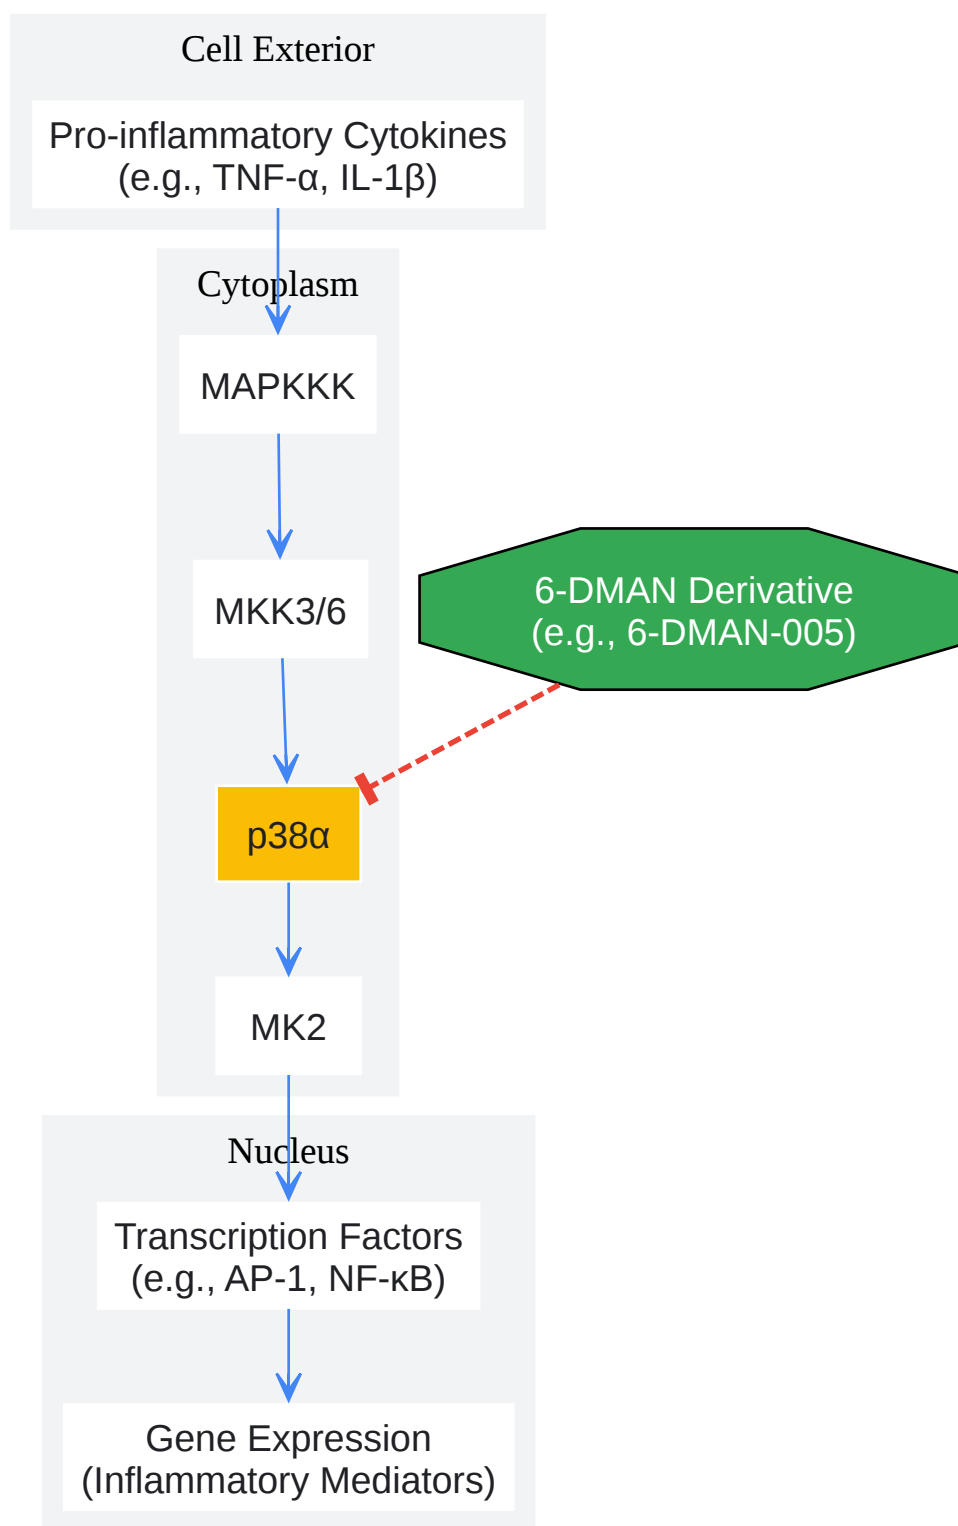 Cell Exterior
Pro-inflammatory Cytokines
(e.g., TNF-α, IL-1β)
Cytoplasm
MAPKKK
MKK3/6
6-DMAN Derivative
(e.g., 6-DMAN-005)
p38α
MK2
Nucleus
Transcription Factors
(e.g., AP-1, NF-κB)
Gene Expression
(Inflammatory Mediators)